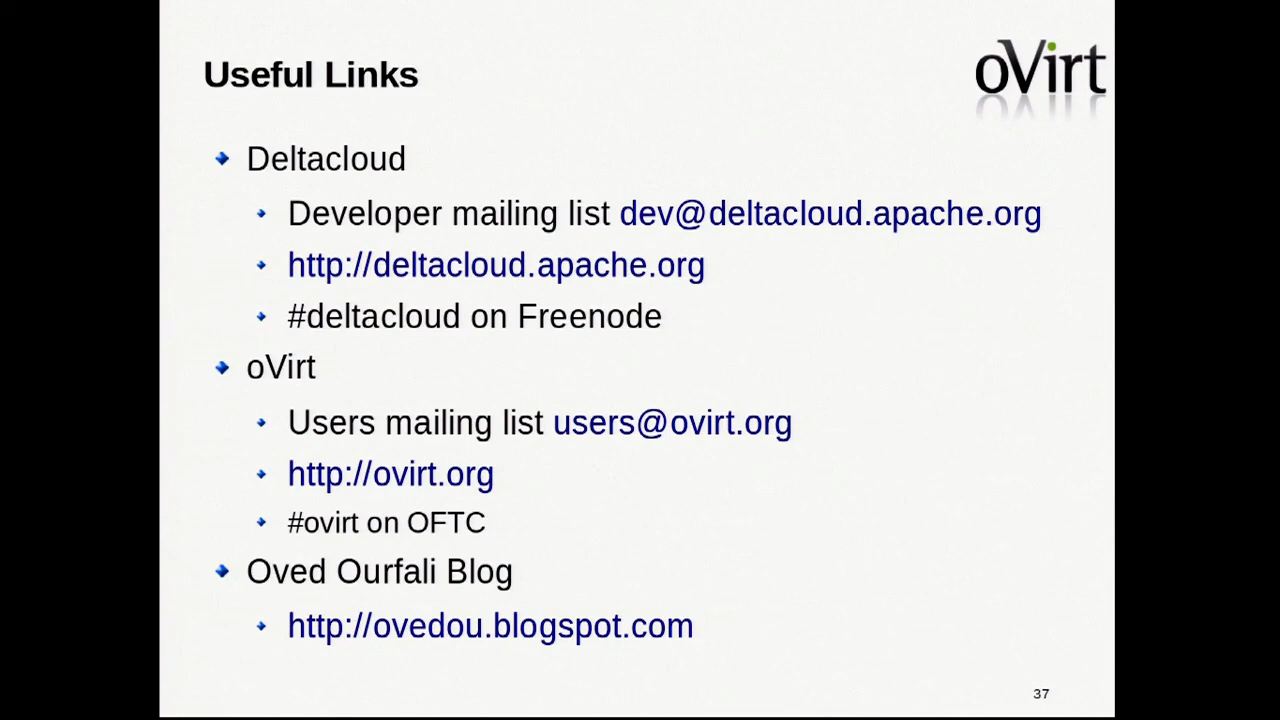 Useful Links
oVirt
Deltacloud
Developer mailing list dev@deltacloud.apache.org
http://deltacloud.apache.org
#deltacloud on Freenode
oVirt
Users mailing list users@ovirt.org
http://ovirt.org
#ovirt on OFTC
Oved Ourfali Blog
http://ovedou.blogspot.com
37